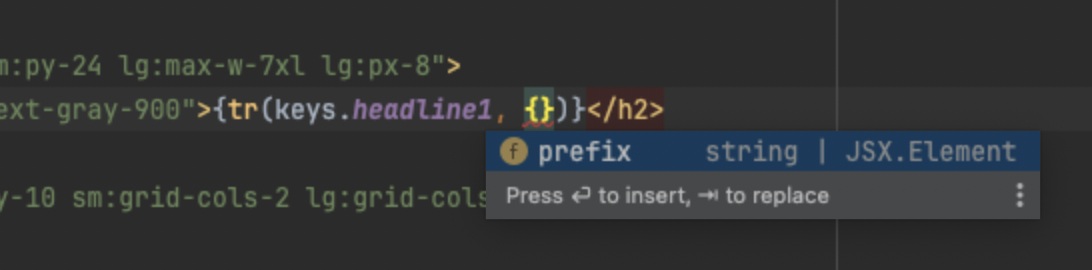 m:py-24 lg:max-w-7xl lg:px-8">
ext-gray-900">{tr(keys.headline1, {})}</h2>
f prefix string | JSX.Element
y-10 sm:grid-cols-2 lg:grid-cols
Press ⏎ to insert, ⇥ to replace